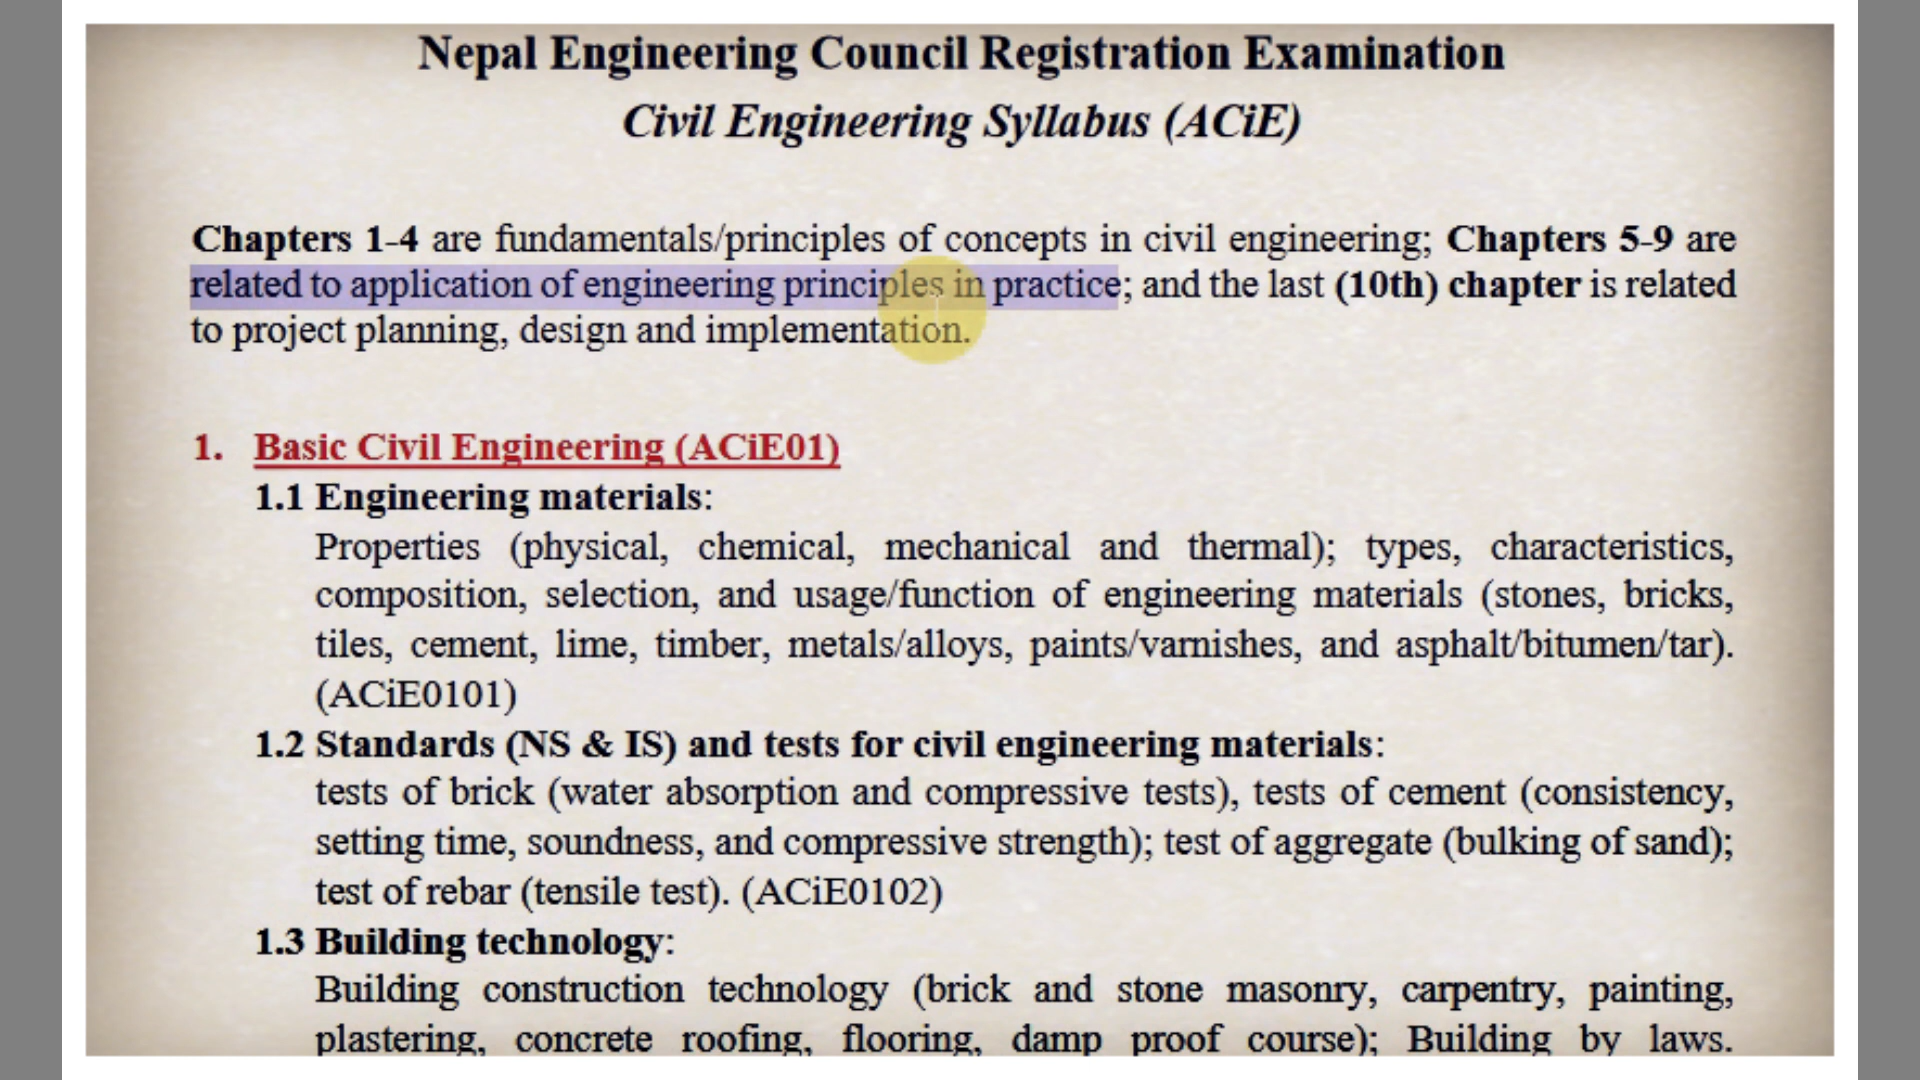 Nepal Engineering Council Registration Examination
Civil Engineering Syllabus (ACiE)
Chapters 1-4 are fundamentals/principles of concepts in civil engineering; Chapters 5-9 are
related to application of engineering principles in practice; and the last (10th) chapter is related
to project planning, design and implementation.
1. Basic Civil Engineering (ACiE01)
1.1 Engineering materials:
Properties (physical, chemical, mechanical and thermal); types, characteristics,
composition, selection, and usage/function of engineering materials (stones, bricks,
tiles, cement, lime, timber, metals/alloys, paints/varnishes, and asphalt/bitumen/tar).
(ACiE0101)
1.2 Standards (NS & IS) and tests for civil engineering materials:
tests of brick (water absorption and compressive tests), tests of cement (consistency,
setting time, soundness, and compressive strength); test of aggregate (bulking of sand);
test of rebar (tensile test). (ACiE0102)
1.3 Building technology:
Building construction technology (brick and stone masonry, carpentry, painting,
plastering, concrete roofing, flooring, damp proof course); Building by laws.